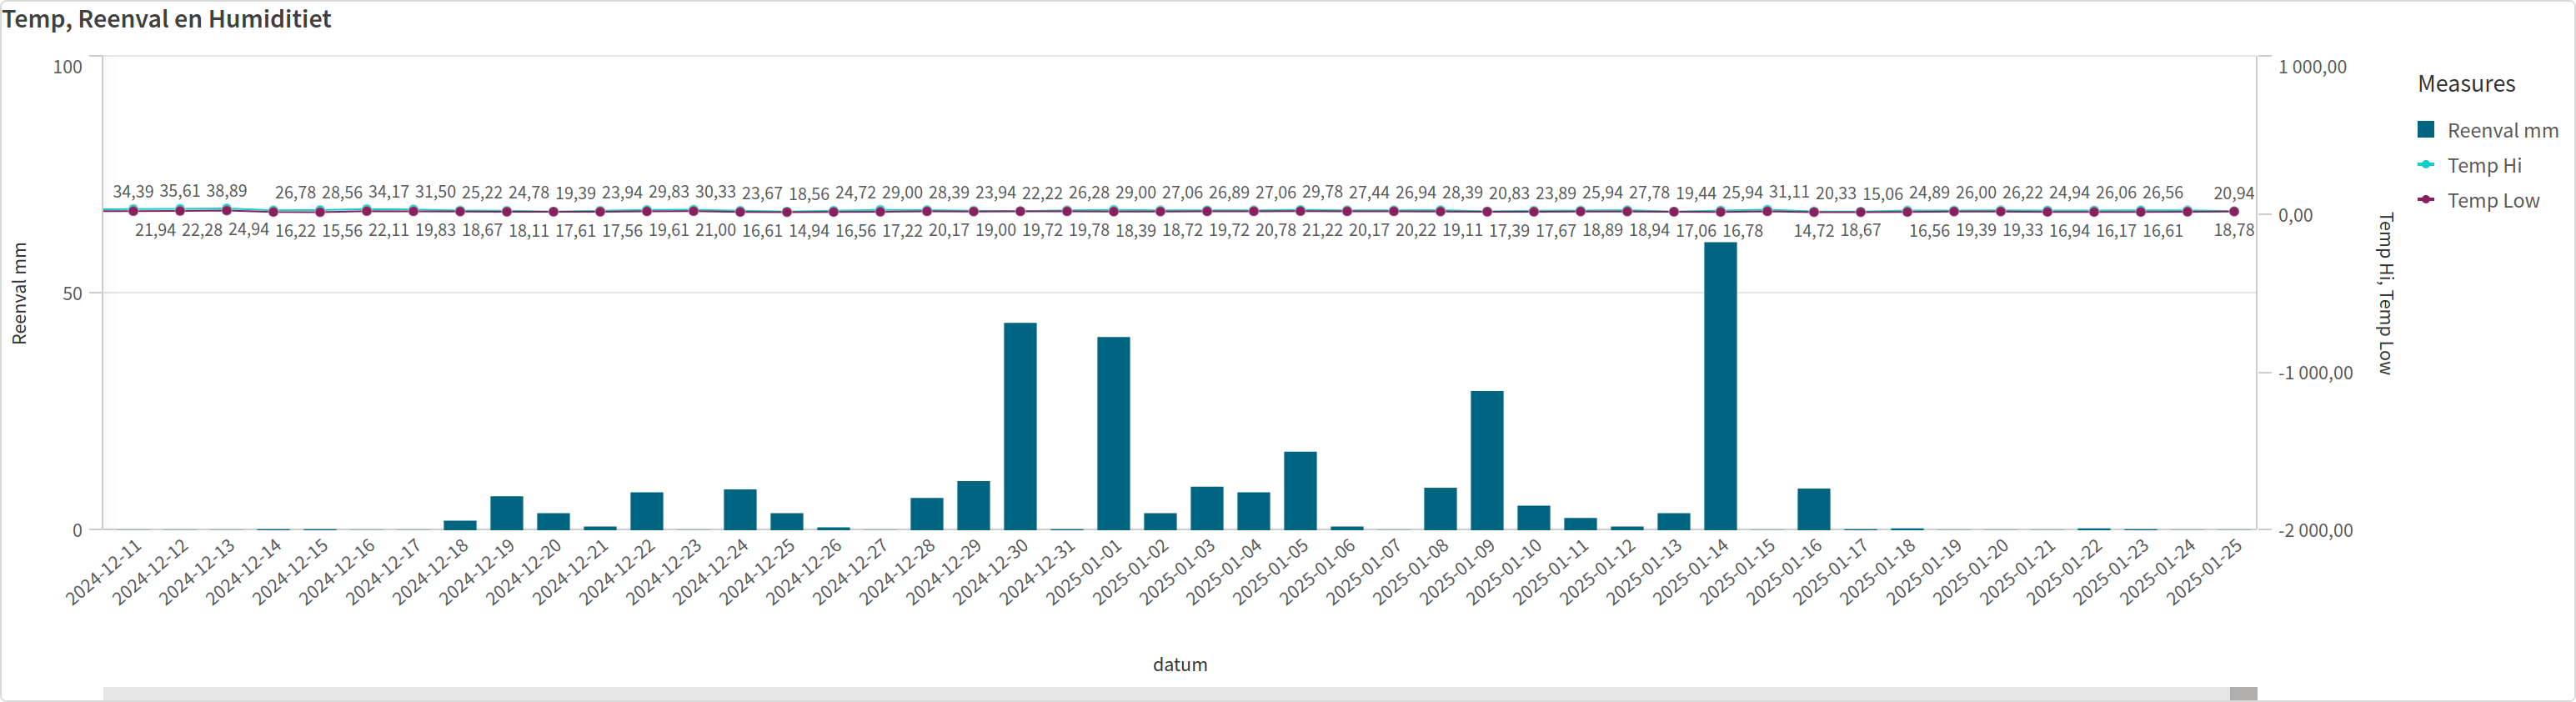 Temp, Reenval en Humiditiet
100
50
0
Reenval mm
34,39 35,61 38,89 26,78 28,56 34,17 31,50 25,22 24,78 19,39 23,94 29,83 30,33 23,67 18,56 24,72 29,00 28,39 23,94 22,22 26,28 29,00 27,06 26,89 27,06 29,78 27,44 26,94 28,39 20,83 23,89 25,94 27,78 19,44 25,94 31,11 20,33 15,06 24,89 26,00 26,22 24,94 26,06 26,56 20,94
21,94 22,28 24,94 16,22 15,56 22,11 19,83 18,67 18,11 17,61 17,56 19,61 21,00 16,61 14,94 16,56 17,22 20,17 19,00 19,72 19,78 18,39 18,72 19,72 20,78 21,22 20,17 20,22 19,11 17,39 17,67 18,89 18,94 17,06 16,78 14,72 18,67 16,56 19,39 19,33 16,94 16,17 16,61 18,78
1 000,00
0,00
-1 000,00
-2 000,00
Temp Hi, Temp Low
2024-12-11 2024-12-12 2024-12-13 2024-12-14 2024-12-15 2024-12-16 2024-12-17 2024-12-18 2024-12-19 2024-12-20 2024-12-21 2024-12-22 2024-12-23 2024-12-24 2024-12-25 2024-12-26 2024-12-27 2024-12-28 2024-12-29 2024-12-30 2024-12-31 2025-01-01 2025-01-02 2025-01-03 2025-01-04 2025-01-05 2025-01-06 2025-01-07 2025-01-08 2025-01-09 2025-01-10 2025-01-11 2025-01-12 2025-01-13 2025-01-14 2025-01-15 2025-01-16 2025-01-17 2025-01-18 2025-01-19 2025-01-20 2025-01-21 2025-01-22 2025-01-23 2025-01-24 2025-01-25
datum
Measures
Reenval mm
Temp Hi
Temp Low